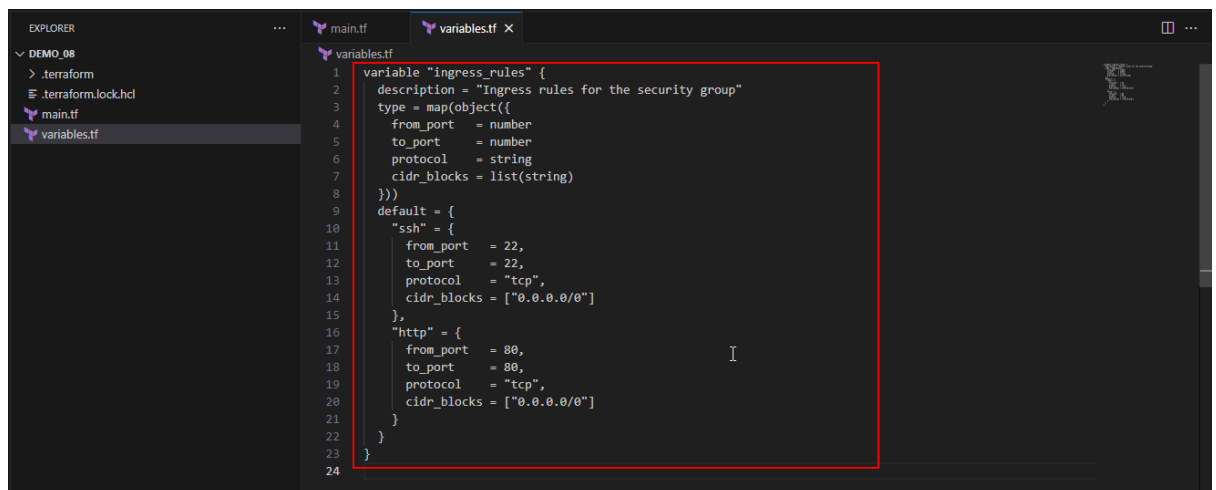 EXPLORER
...
main.tf
variables.tf
...
DEMO_08
.terraform
.terraform.lock.hcl
main.tf
variables.tf
variables.tf
1 variable "ingress_rules" {
2   description = "Ingress rules for the security group"
3   type = map(object({
4     from_port   = number
5     to_port     = number
6     protocol    = string
7     cidr_blocks = list(string)
8   }))
9   default = {
10     "ssh" = {
11       from_port   = 22,
12       to_port     = 22,
13       protocol    = "tcp",
14       cidr_blocks = ["0.0.0.0/0"]
15     },
16     "http" = {
17       from_port   = 80,
18       to_port     = 80,
19       protocol    = "tcp",
20       cidr_blocks = ["0.0.0.0/0"]
21     }
22   }
23 }
24